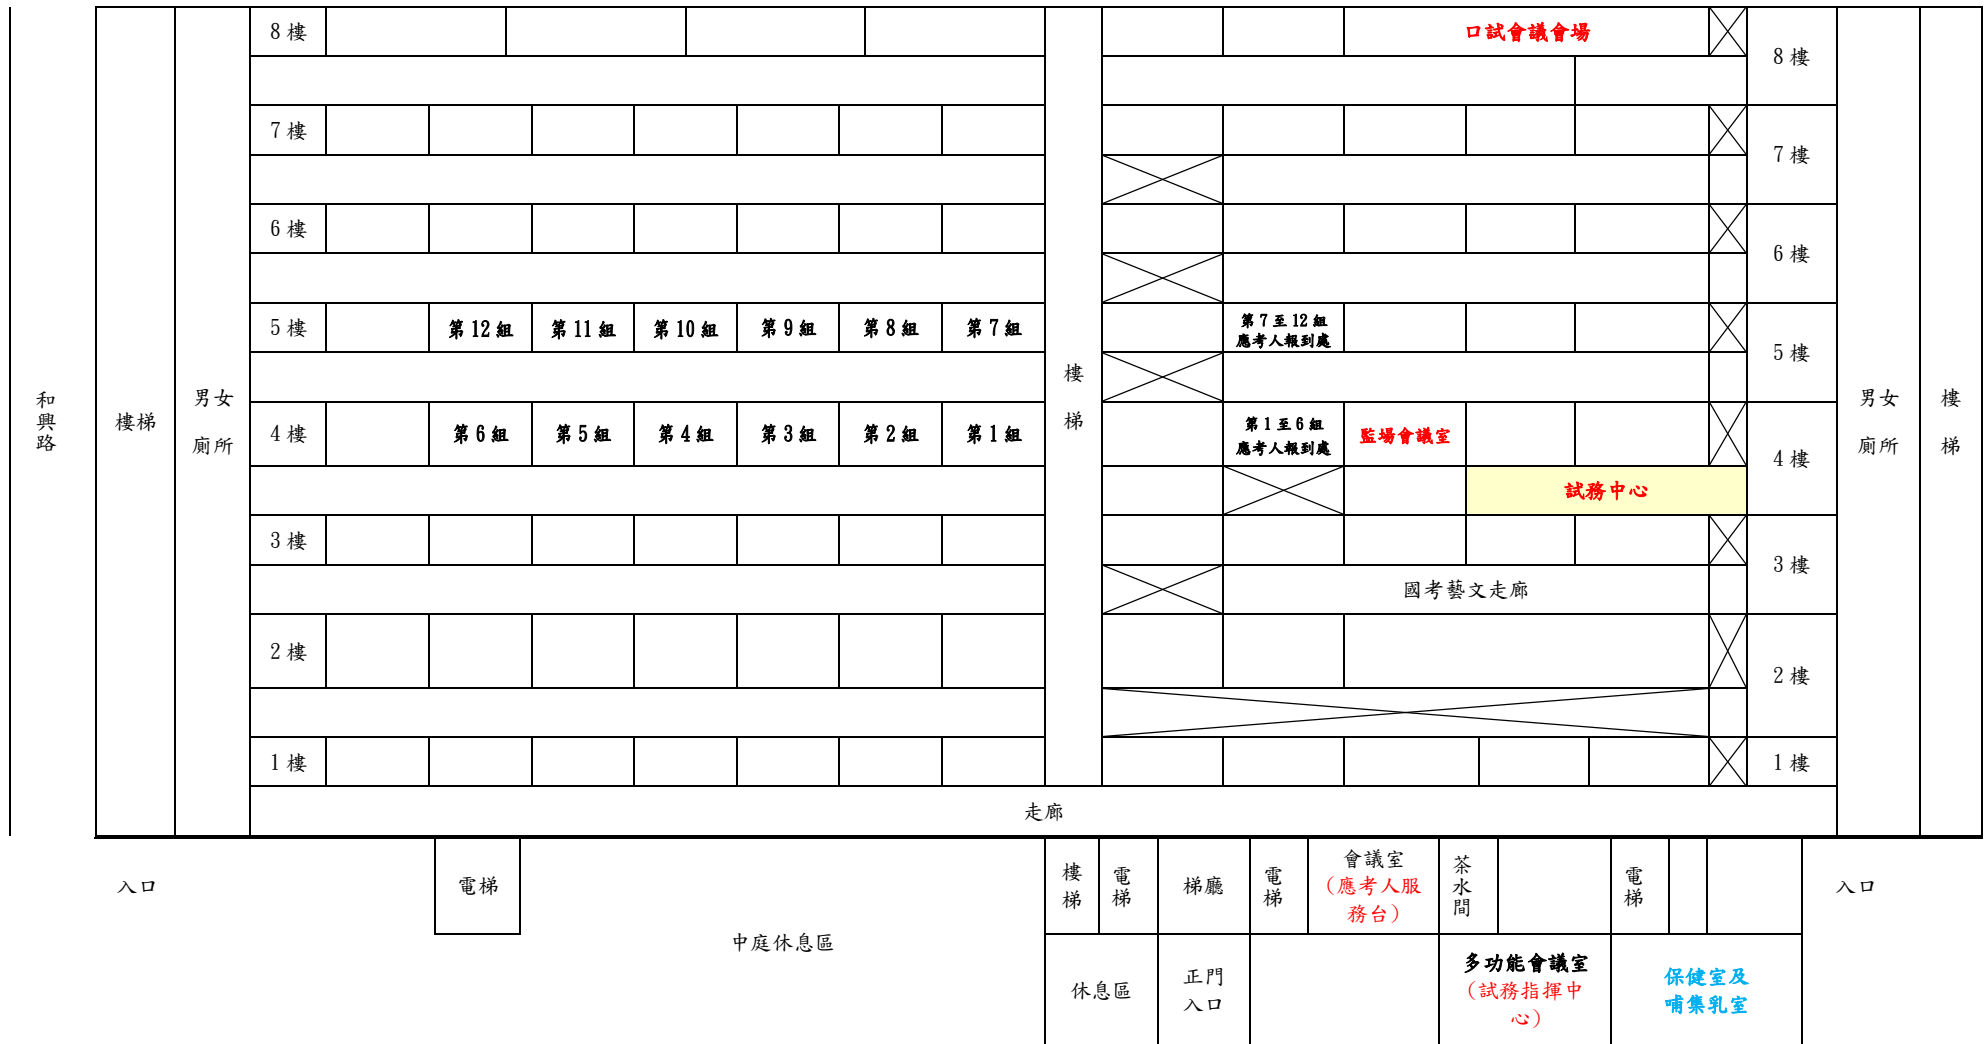 8樓
口試會議會場
8樓
7樓
7樓
6樓
6樓
5樓
第12組
第11組
第10組
第9組
第8組
第7組
第7至12組
應考人報到處
5樓
和興路
樓梯
男女
廁所
4樓
第6組
第5組
第4組
第3組
第2組
第1組
樓
梯
第1至6組
應考人報到處
監場會議室
4樓
男女
廁所
樓
梯
試務中心
3樓
3樓
國考藝文走廊
2樓
2樓
1樓
1樓
走廊
入口
電梯
中庭休息區
樓
梯
電梯
梯廳
電梯
會議室
(應考人服
務台)
茶水間
電梯
入口
休息區
正門
入口
多功能會議室
(試務指揮中
心)
保健室及
哺集乳室